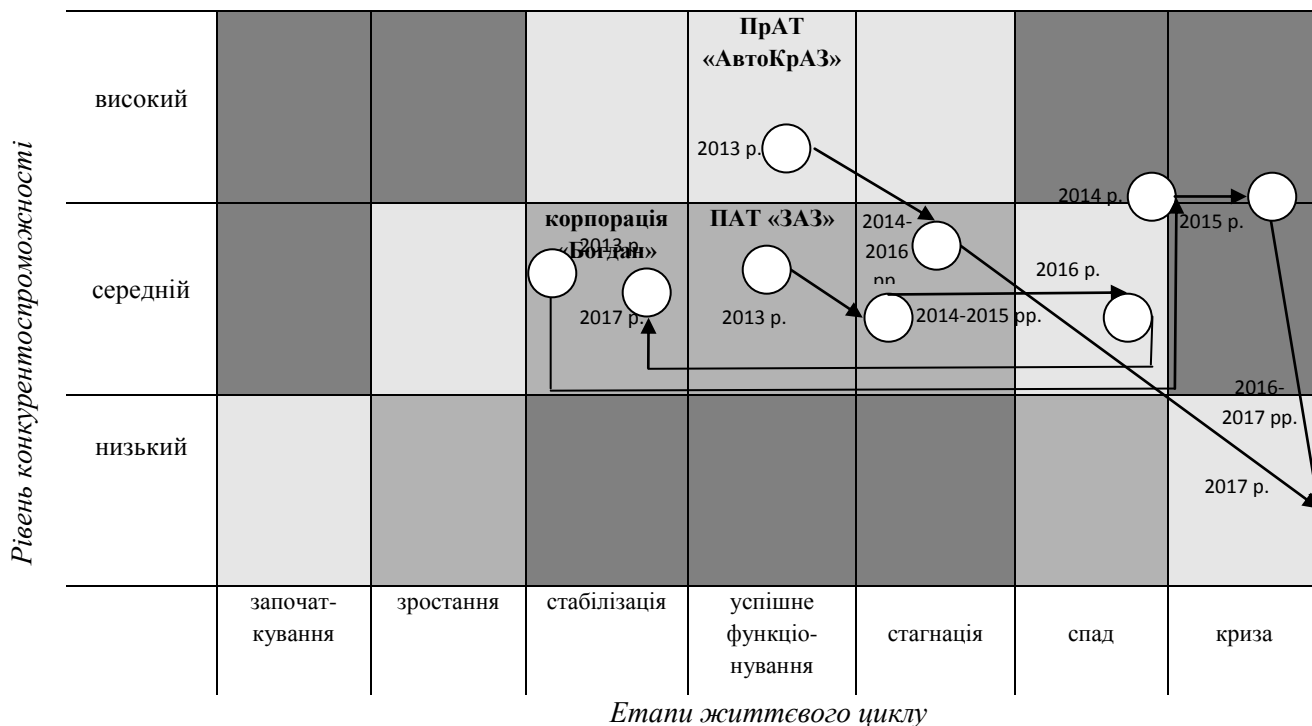 ПрАТ
«АвтоКрАЗ»
високий
2013 р.
Рівень конкурентоспроможності
2014 р.
2015 р.
корпорація
«Богдан»
2013 р.
ПАТ «ЗАЗ»
2014-
2016
рр
2016 р.
середній
2017 р.
2013 р.
2014-2015 рр.
2016-
2017 рр.
низький
2017 р.
започат-
кування
зростання
стабілізація
успішне
функціо-
нування
стагнація
спад
криза
Етапи життєвого циклу